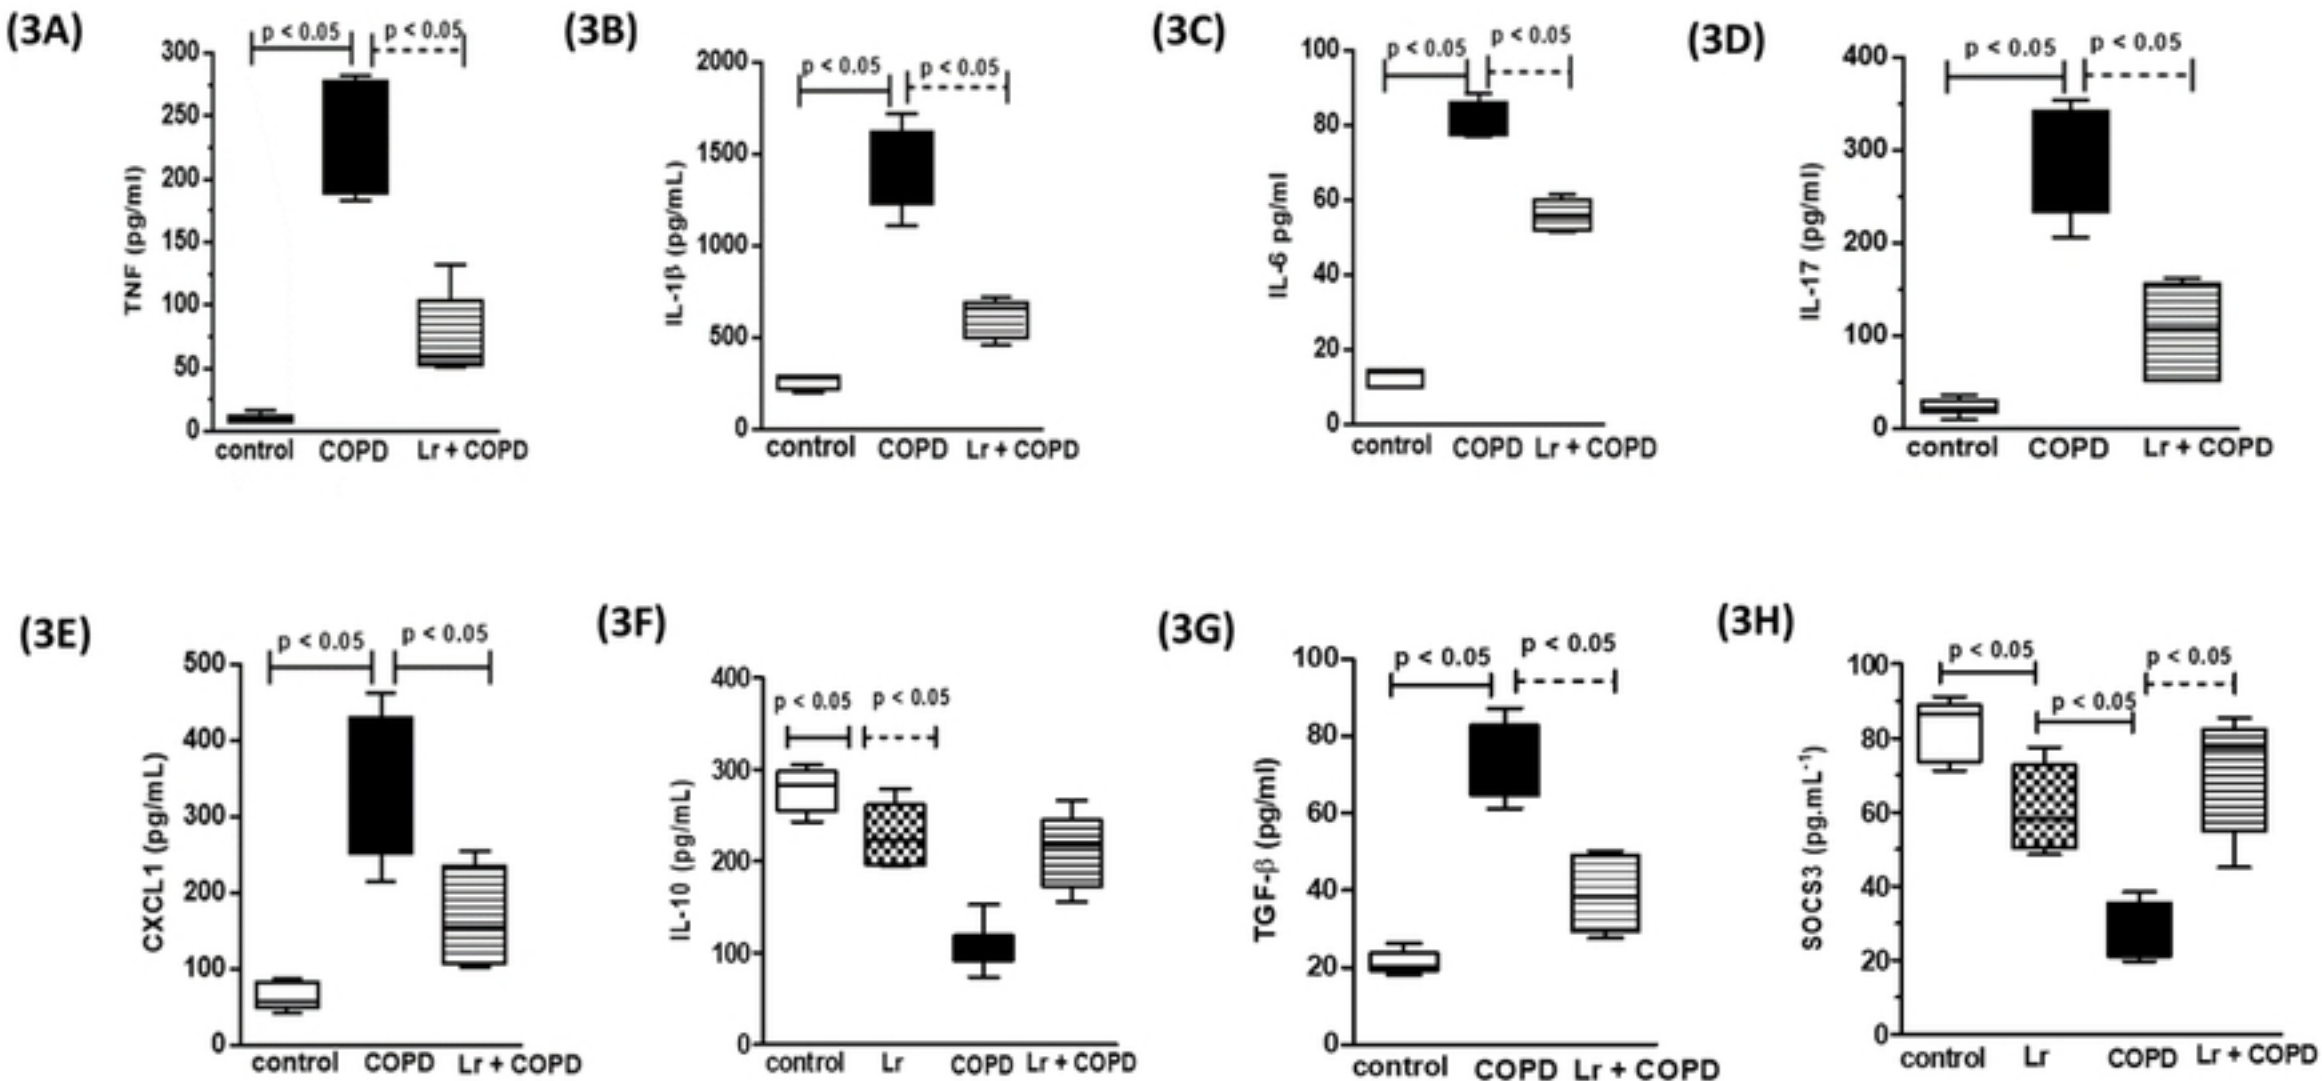 (3A)
p < 0.05
p < 0.05
TNF (pg/ml)
300
250
200
150
100
50
0
control
COPD
Lr + COPD
(3B)
p < 0.05
p < 0.05
IL-1β (pg/mL)
2000
1500
1000
500
0
control
COPD
Lr + COPD
(3C)
p < 0.05
p < 0.05
IL-6 pg/ml
100
80
60
40
20
0
control
COPD
Lr + COPD
(3D)
p < 0.05
p < 0.05
IL-17 (pg/ml)
400
300
200
100
0
control
COPD
Lr + COPD
(3E)
p < 0.05
p < 0.05
CXCL1 (pg/mL)
500
400
300
200
100
0
control
COPD
Lr + COPD
(3F)
p < 0.05
p < 0.05
IL-10 (pg/mL)
400
300
200
100
0
control
Lr
COPD
Lr + COPD
(3G)
p < 0.05
p < 0.05
TGF-β (pg/ml)
100
80
60
40
20
0
control
COPD
Lr + COPD
(3H)
p < 0.05
p < 0.05
p < 0.05
SOCS3 (pg.mL⁻¹)
100
80
60
40
20
0
control
Lr
COPD
Lr + COPD